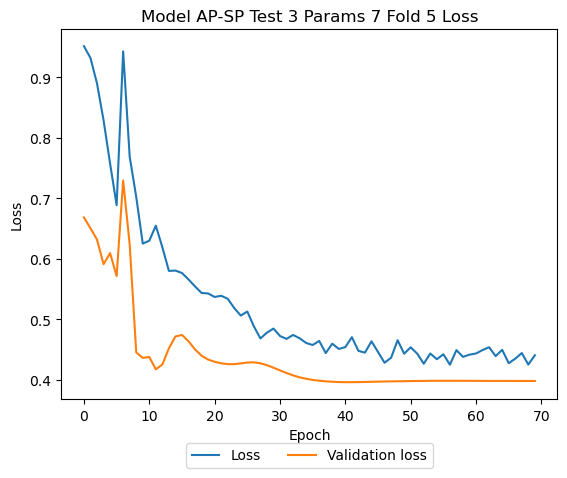 Model AP-SP Test 3 Params 7 Fold 5 Loss
Loss
0.9
0.8
0.7
0.6
0.5
0.4
0 10 20 30 40 50 60 70
Epoch
Loss Validation loss